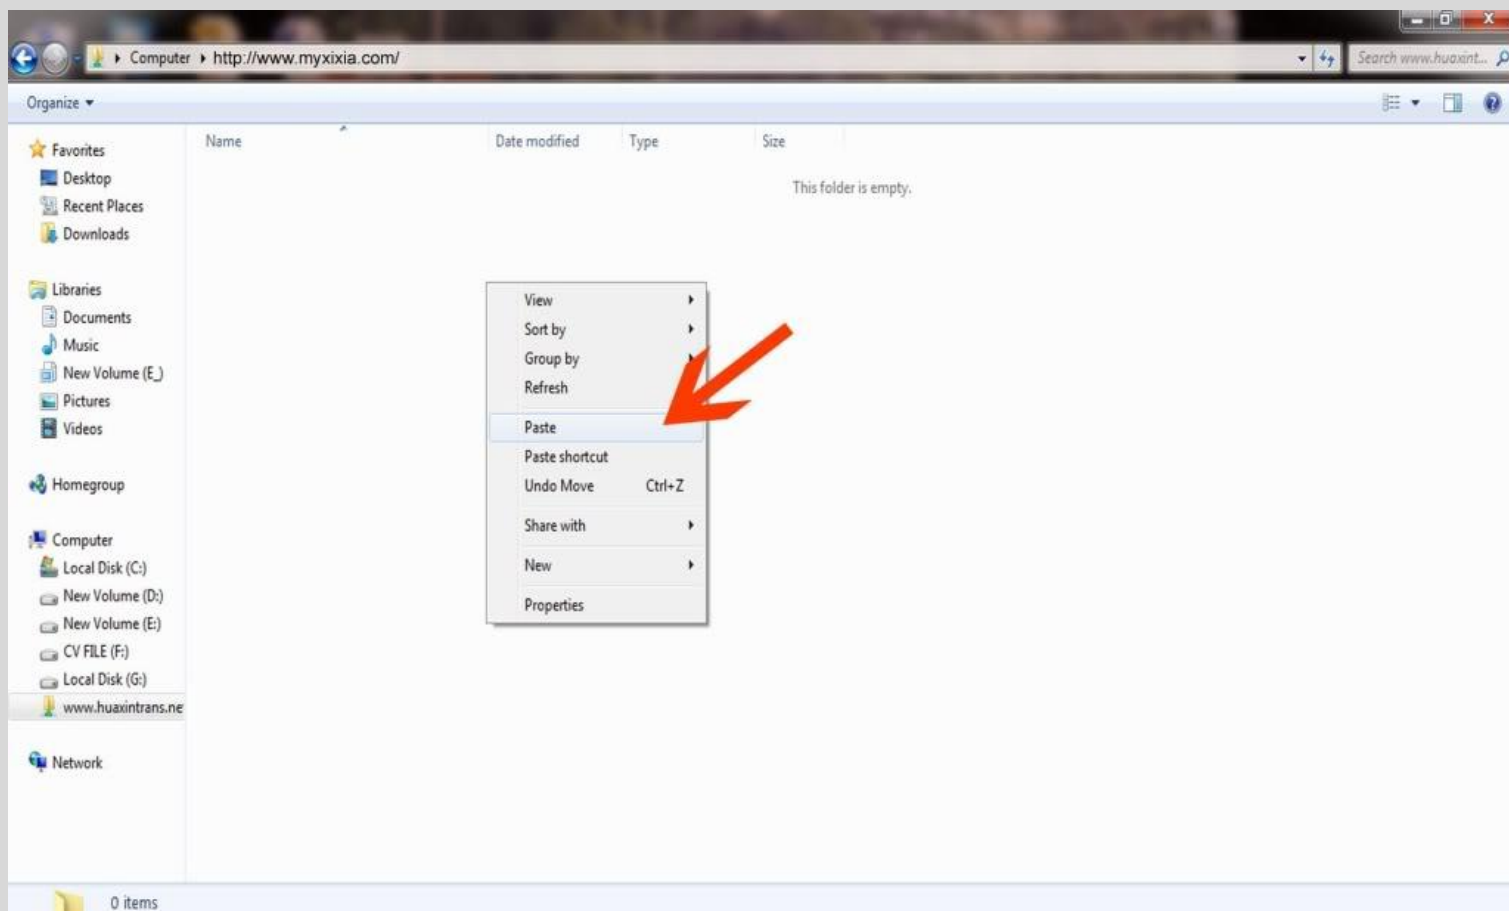 Computer http://www.myxixia.com/
Search www.huaxint...
Organize
Favorites
Desktop
Recent Places
Downloads
Libraries
Documents
Music
New Volume (E_)
Pictures
Videos
Homegroup
Computer
Local Disk (C:)
New Volume (D:)
New Volume (E:)
CV FILE (F:)
Local Disk (G:)
www.huaxintrans.ne
Network
Name Date modified Type Size
This folder is empty.
View
Sort by
Group by
Refresh
Paste
Paste shortcut
Undo Move Ctrl+Z
Share with
New
Properties
0 items